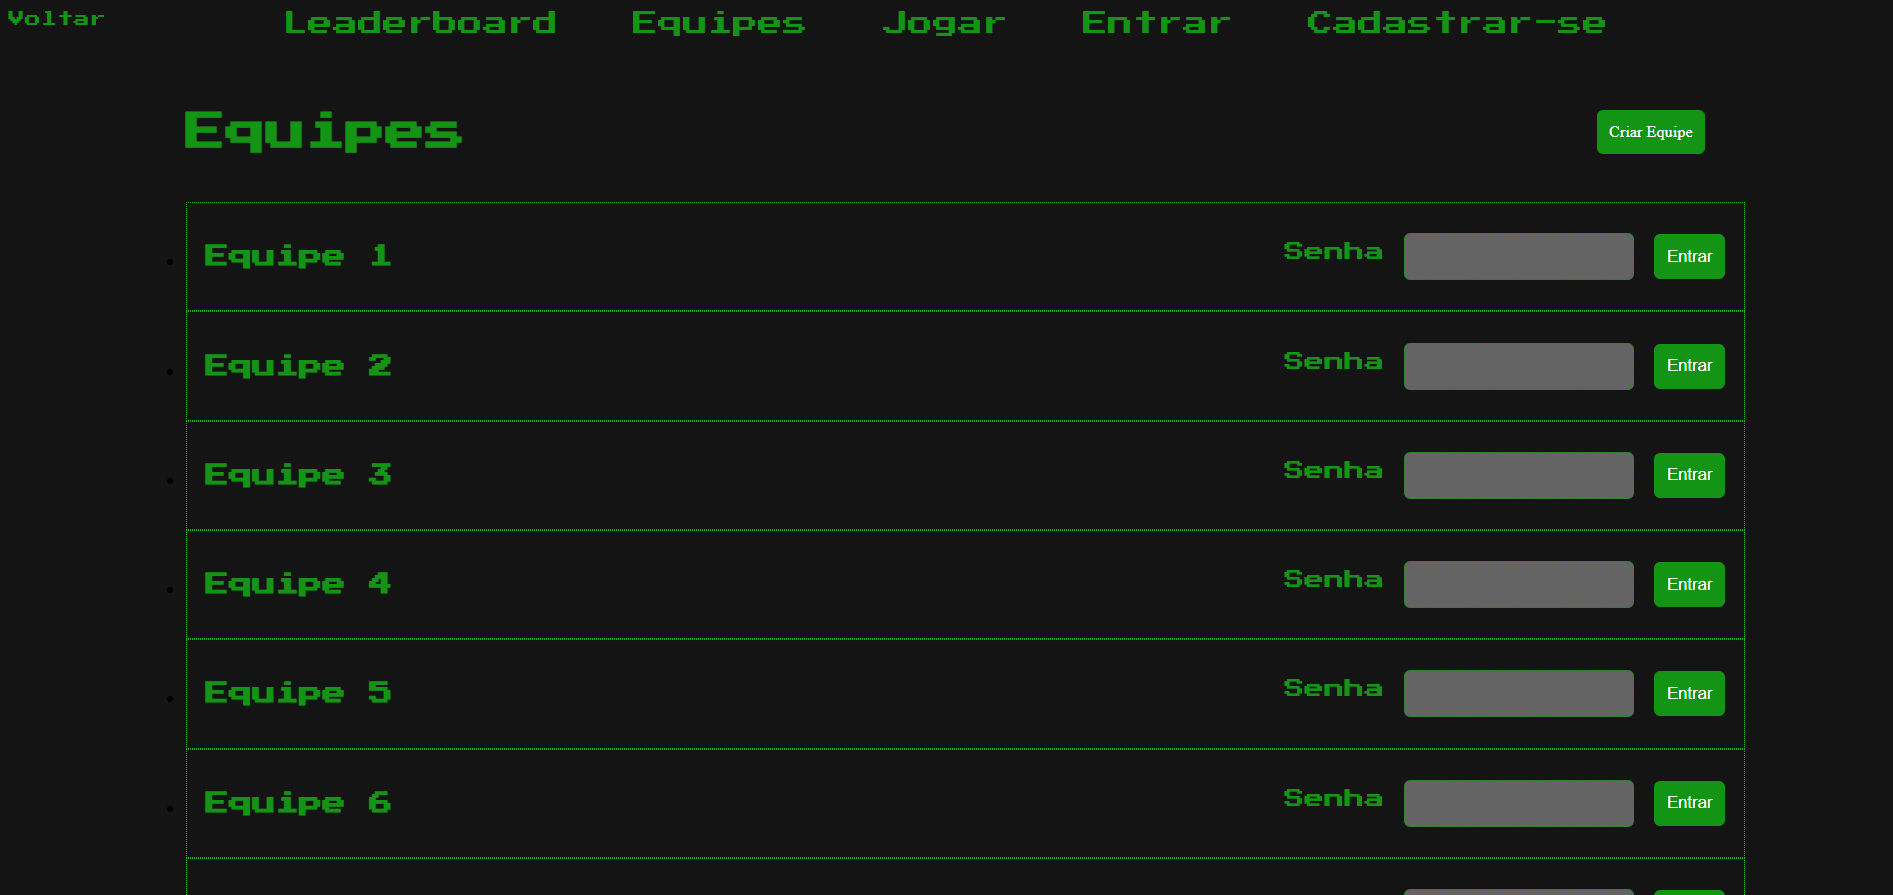 Voltar Leaderboard Equipes Jogar Entrar Cadastrar-se
Equipes Criar Equipe
Equipe 1 Senha Entrar
Equipe 2 Senha Entrar
Equipe 3 Senha Entrar
Equipe 4 Senha Entrar
Equipe 5 Senha Entrar
Equipe 6 Senha Entrar